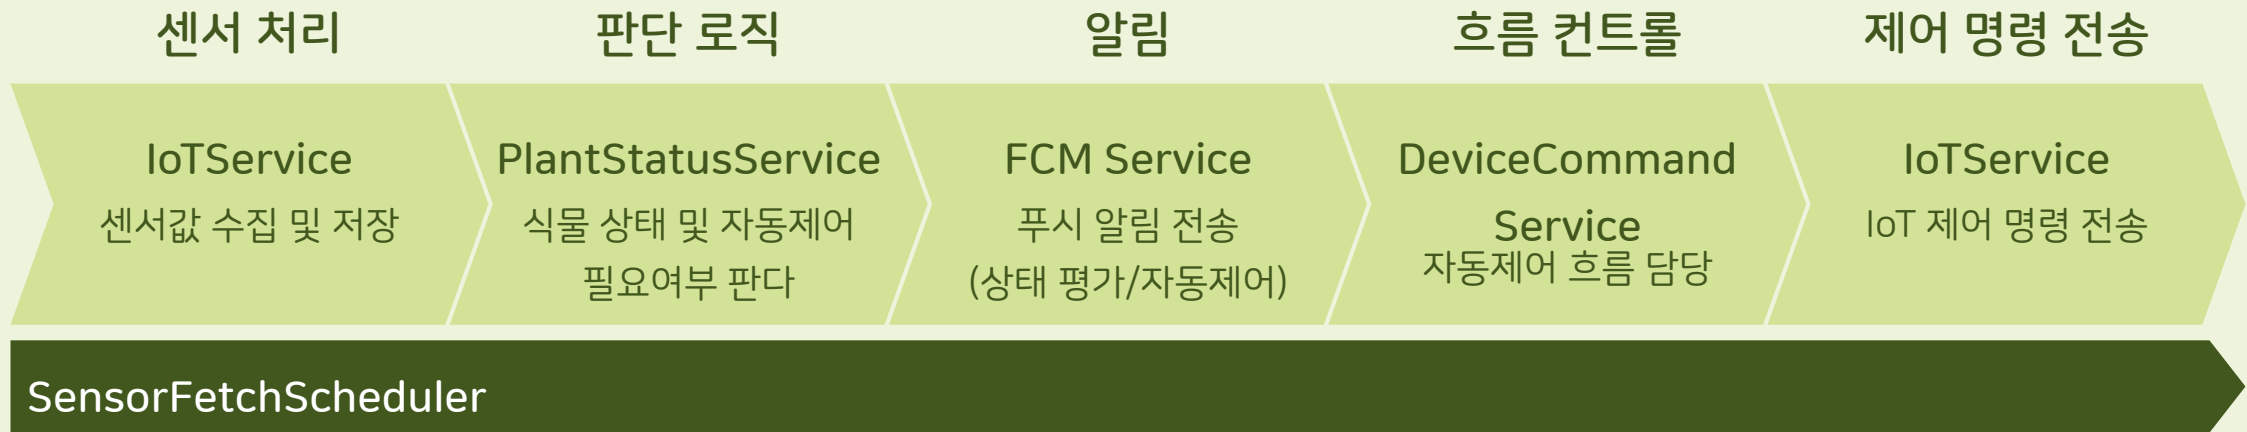 센서 처리
판단 로직
알림
흐름 컨트롤
제어 명령 전송
IoTService
센서값 수집 및 저장
PlantStatusService
식물 상태 및 자동제어
필요여부 판다
FCM Service
푸시 알림 전송
(상태 평가/자동제어)
DeviceCommand
Service
자동제어 흐름 담당
IoTService
IoT 제어 명령 전송
SensorFetchScheduler